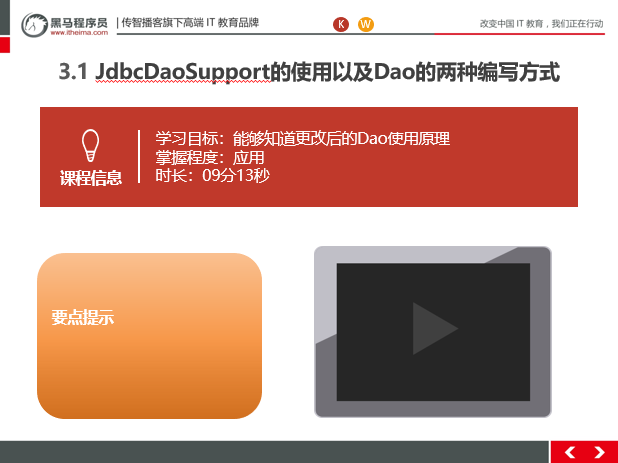 黑马程序员
www.itheima.com
传智播客旗下高端 IT 教育品牌
K
W
改变中国 IT 教育，我们正在行动
3.1 JdbcDaoSupport的使用以及Dao的两种编写方式
课程信息
学习目标：能够知道更改后的Dao使用原理
掌握程度：应用
时长：09分13秒
要点提示